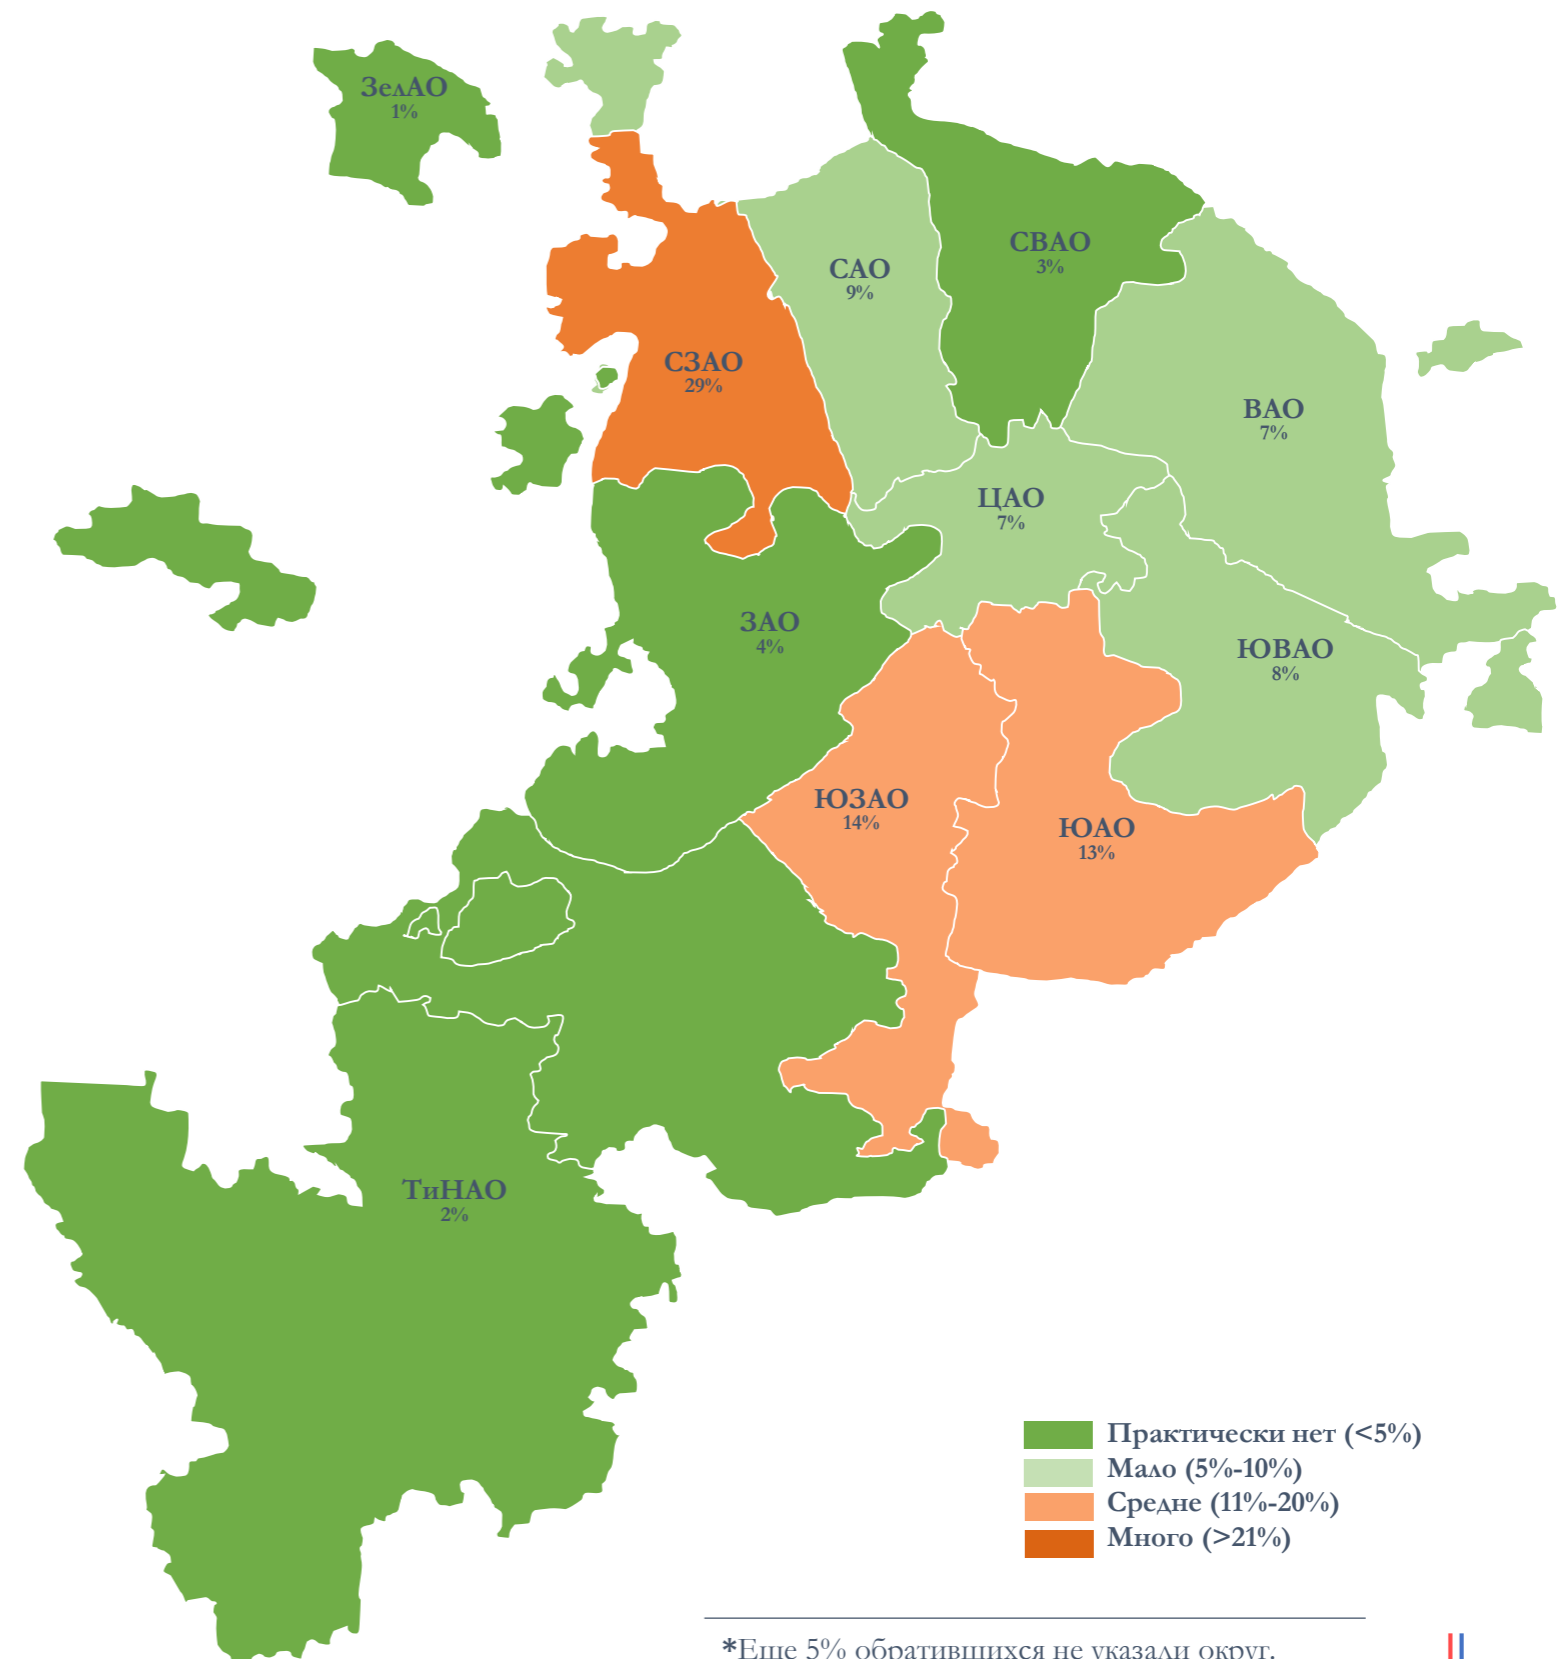 ЗелАО
1%
СВАО
3%
САО
9%
СЗАО
29%
ВАО
7%
ЦАО
7%
ЗАО
4%
ЮВАО
8%
ЮЗАО
14%
ЮАО
13%
ТиНАО
2%
Практически нет (<5%)
Мало (5%-10%)
Средне (11%-20%)
Много (>21%)
*Еще 5% обратившихся не указали округ.